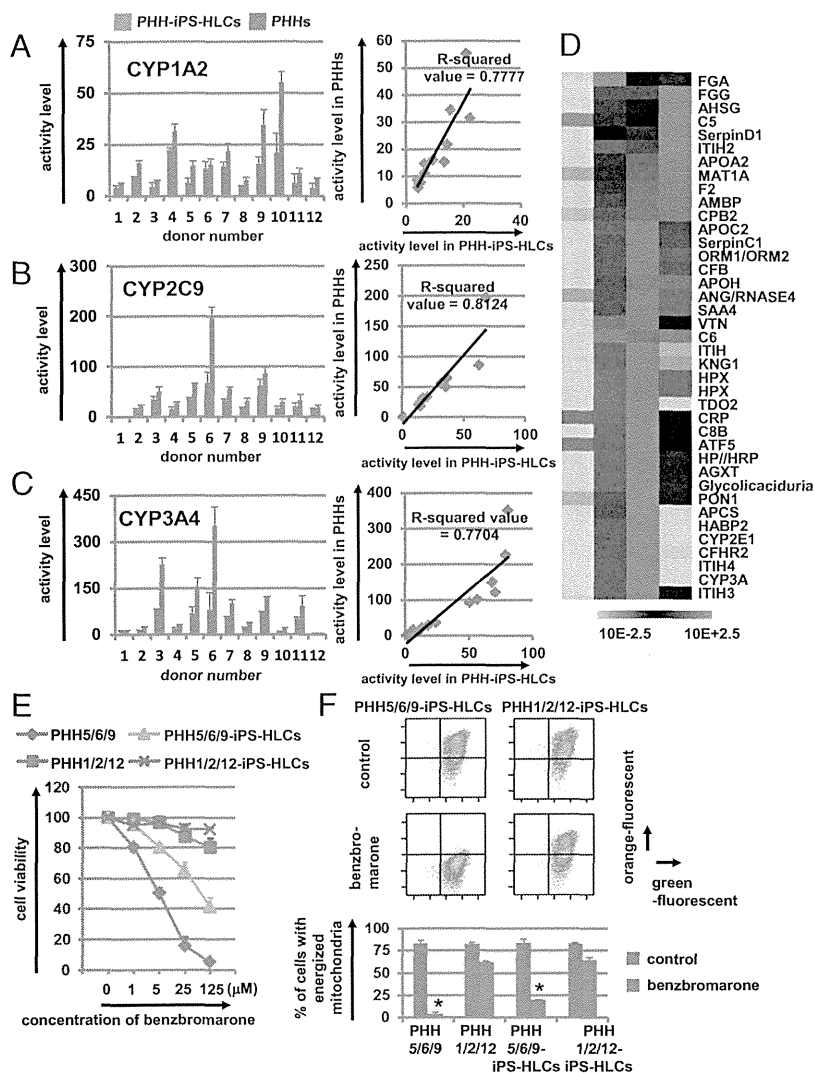 PHH-iPS-HLCs PHHs
A
75
50
25
0
activity level
CYP1A2
1 2 3 4 5 6 7 8 9 10 11 12
donor number
activity level in PHHs
60
50
40
30
20
10
0
R-squared
value = 0.7777
0 20 40
activity level in PHH-iPS-HLCs
B
300
200
100
0
activity level
CYP2C9
1 2 3 4 5 6 7 8 9 10 11 12
donor number
activity level in PHHs
250
200
150
100
50
0
R-squared
value = 0.8124
0 50 100
activity level in PHH-iPS-HLCs
C
450
300
150
0
activity level
CYP3A4
1 2 3 4 5 6 7 8 9 10 11 12
donor number
activity level in PHHs
400
300
200
100
0
R-squared value
= 0.7704
0 50 100
activity level in PHH-iPS-HLCs
D
FGA
FGG
AHSG
C5
SerpinD1
ITIH2
APOA2
MAT1A
F2
AMBP
CPB2
APOC2
SerpinC1
ORM1/ORM2
CFB
APOH
ANG/RNASE4
SAA4
VTN
C6
ITIH
KNG1
HPX
HPX
TDO2
CRP
C8B
ATF5
HP//HRP
AGXT
Glycolicaciduria
PON1
APCS
HABP2
CYP2E1
CFHR2
ITIH4
CYP3A
ITIH3
10E-2.5 10E+2.5
E
PHH5/6/9 PHH5/6/9-iPS-HLCs
PHH1/2/12 PHH1/2/12-iPS-HLCs
120
100
80
60
40
20
0
cell viability
0 1 5 25 125 (μM)
concentration of benzbromarone
F
PHH5/6/9-iPS-HLCs PHH1/2/12-iPS-HLCs
control
benzbro-
marone
orange-fluorescent
green
-fluorescent
% of cells with
energized
mitochondria
100
75
50
25
0
* *
control
benzbromarone
PHH PHH PHH PHH
5/6/9 1/2/12 5/6/9- 1/2/12-
iPS-HLCs iPS-HLCs